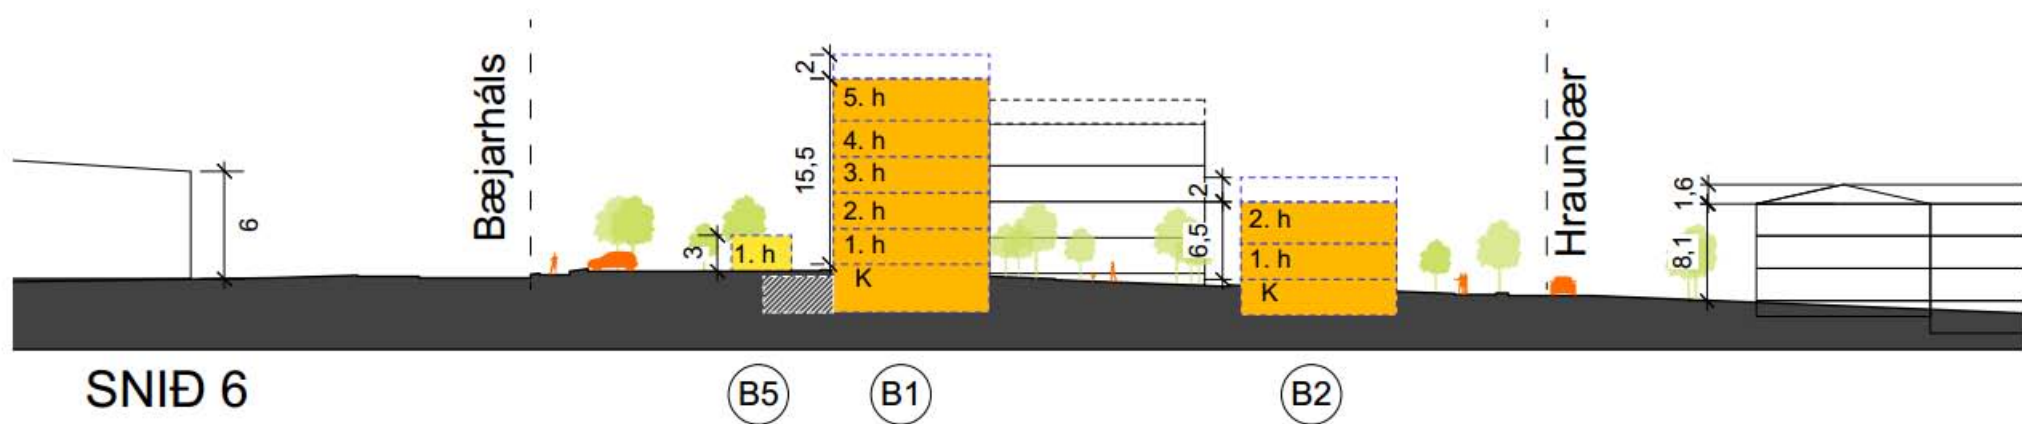 Bæjarháls
Hraunbær
6
3
2
15,5
5. h
4. h
3. h
2. h
1. h
K
1. h
2
6,5
2. h
1. h
K
1,6
8,1
SNIÐ 6
B5
B1
B2